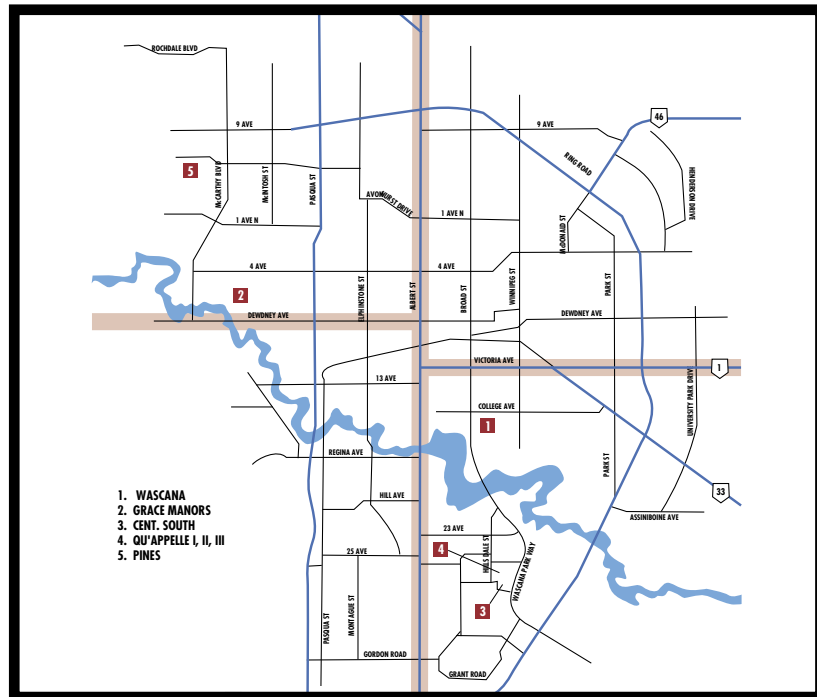 ROCHDALE BLVD
46
9 AVE
9 AVE
RING ROAD
5
McCARTHY BLVD
McINTOSH ST
PASQUA ST
HENDERSON DRIVE
AVONHURST DRIVE
1 AVE N
1 AVE N
McDONALD ST
4 AVE
4 AVE
ELPHINSTONE ST
ALBERT ST
BROAD ST
WINNIPEG ST
PARK ST
2
DEWDNEY AVE
DEWDNEY AVE
VICTORIA AVE
1
13 AVE
UNIVERSITY PARK DRIVE
COLLEGE AVE
1
REGINA AVE
PARK ST
33
1. WASCANA
2. GRACE MANORS
3. CENT. SOUTH
4. QU'APPELLE I, II, III
5. PINES
HILL AVE
ASSINIBOINE AVE
23 AVE
HILLS DALE ST
4
25 AVE
WASCANA PARK WAY
3
PASQUA ST
MONTAGUE ST
GORDON ROAD
GRANT ROAD